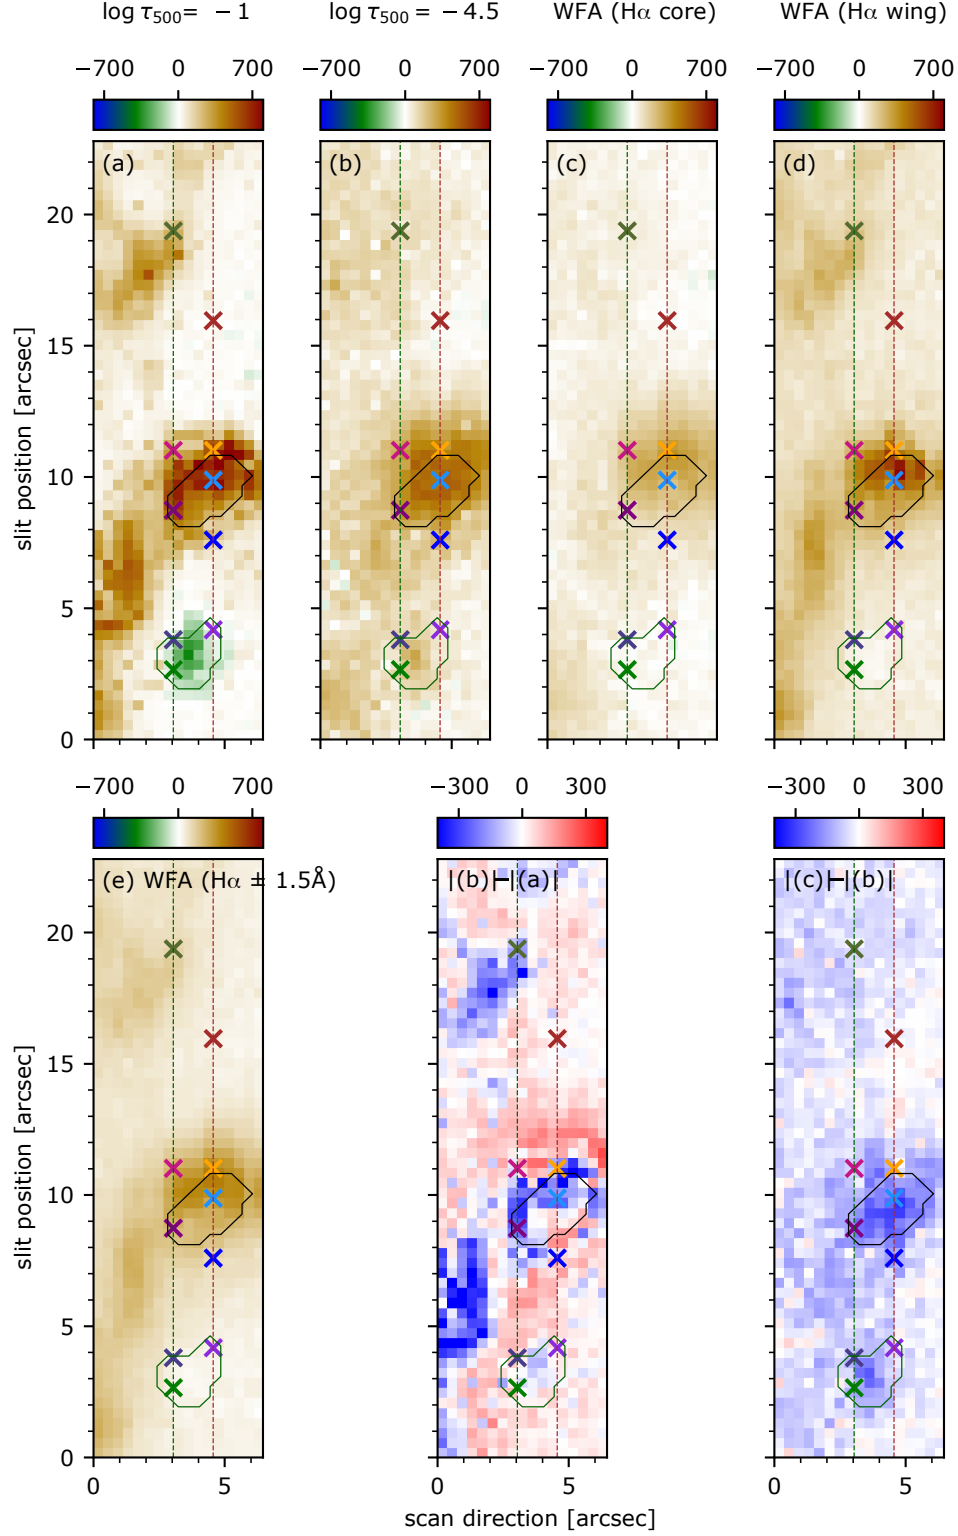 log τ500= −1
log τ500 = −4.5
WFA (Hα core)
WFA (Hα wing)
−700 0 700
−700 0 700
−700 0 700
−700 0 700
(a)
(b)
(c)
(d)
20
15
10
5
0
slit position [arcsec]
−700 0 700
−300 0 300
−300 0 300
(e) WFA (Hα ± 1.5Å)
|(b)|−|(a)|
|(c)|−|(b)|
20
15
10
5
0
slit position [arcsec]
0 5
0 5
0 5
scan direction [arcsec]